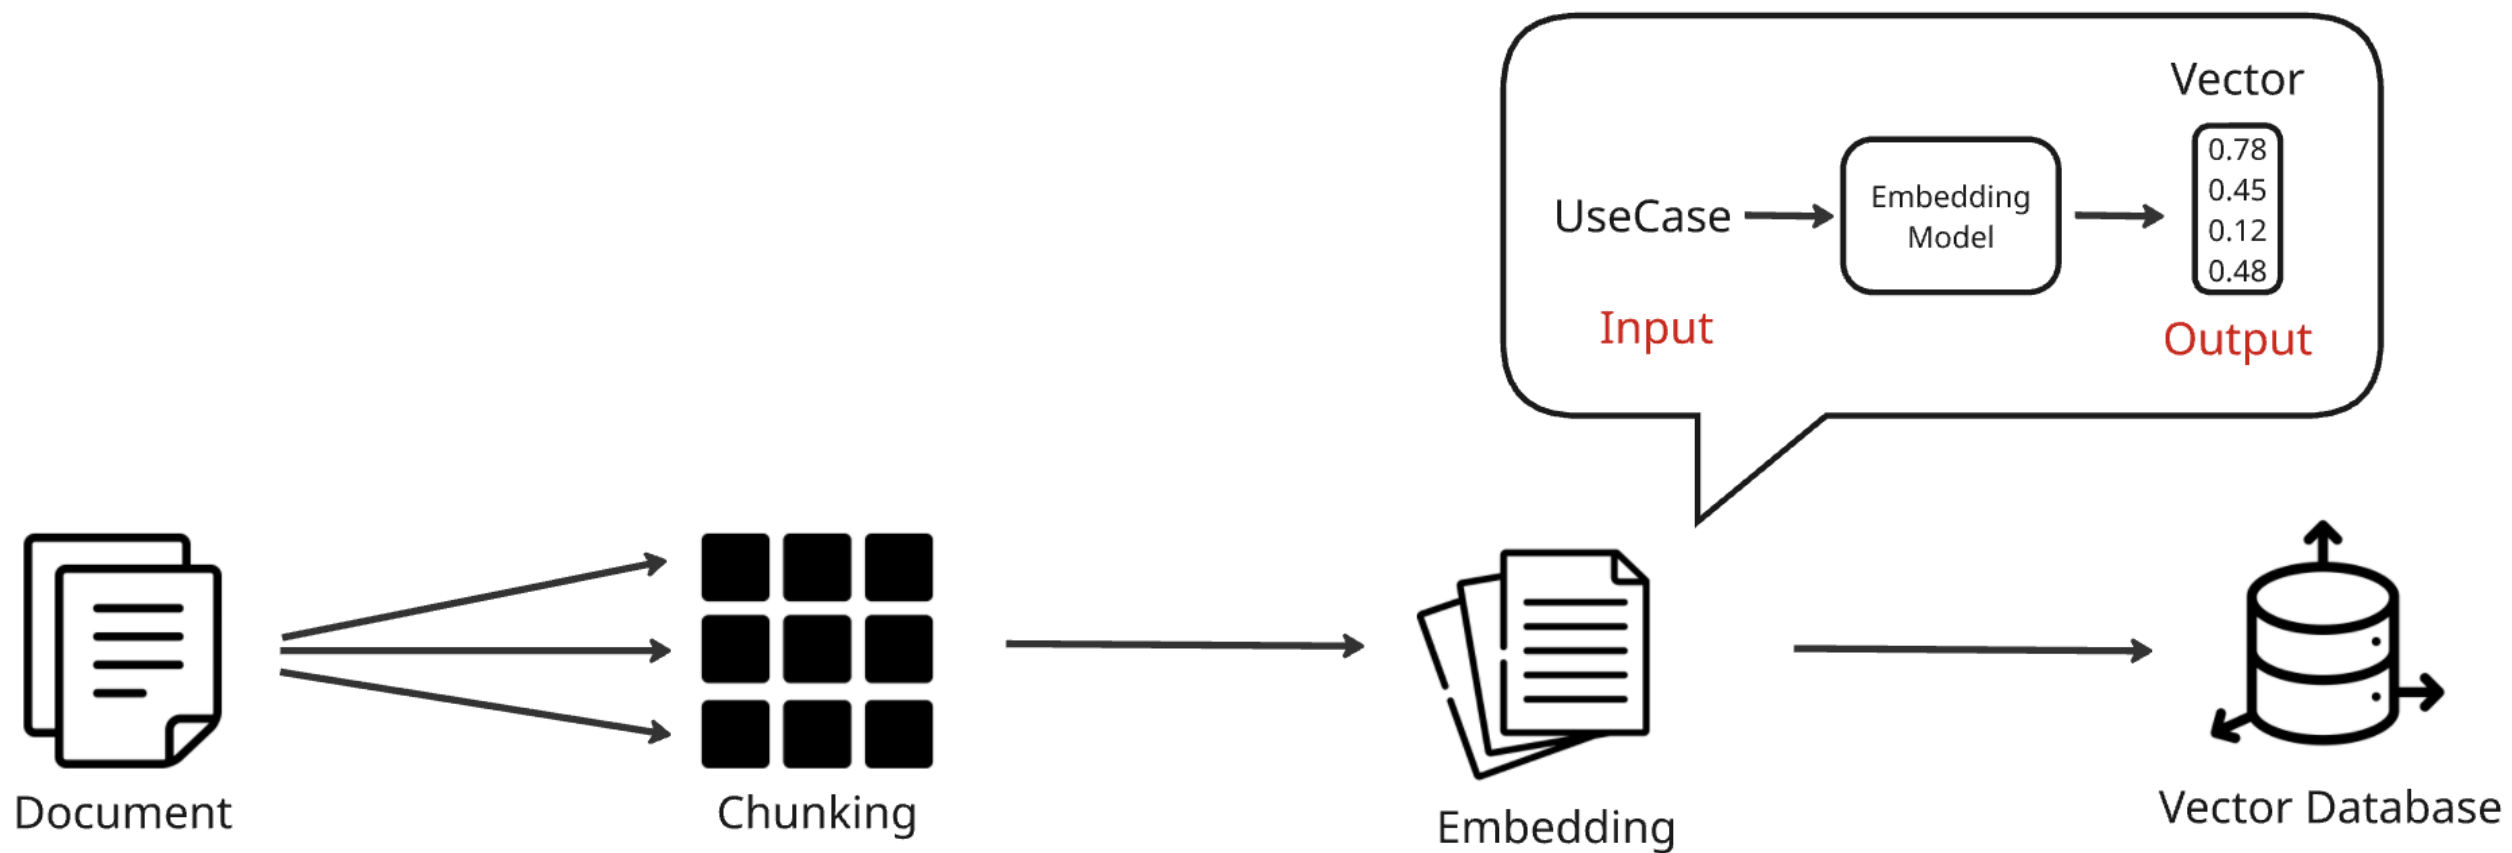 Vector
0.78
0.45
0.12
0.48
UseCase
Embedding
Model
Input
Output
Document
Chunking
Embedding
Vector Database